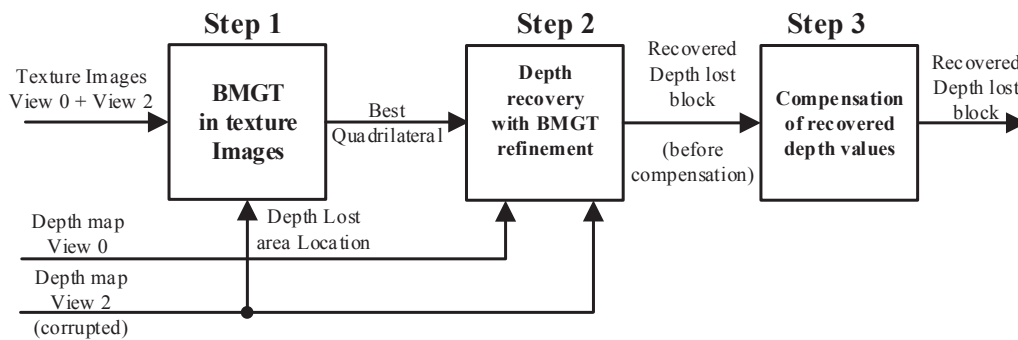 Step 1
Step 2
Step 3
Texture Images
View 0 + View 2
BMGT
in texture
Images
Best
Quadrilateral
Depth
recovery
with BMGT
refinement
Recovered
Depth lost
block
(before
compensation)
Compensation
of recovered
depth values
Recovered
Depth lost
block
Depth map
View 0
Depth Lost
area Location
Depth map
View 2
(corrupted)